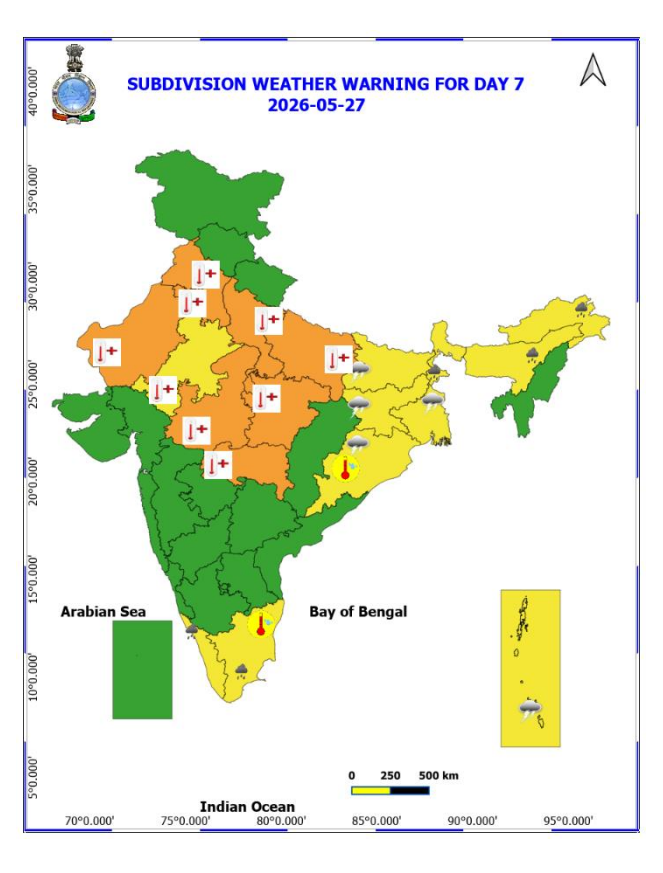 SUBDIVISION WEATHER WARNING FOR DAY 7
2026-05-27
40°0.000'
35°0.000'
30°0.000'
25°0.000'
20°0.000'
15°0.000'
10°0.000'
5°0.000'
Arabian Sea
Bay of Bengal
0 250 500 km
Indian Ocean
70°0.000' 75°0.000' 80°0.000' 85°0.000' 90°0.000' 95°0.000'